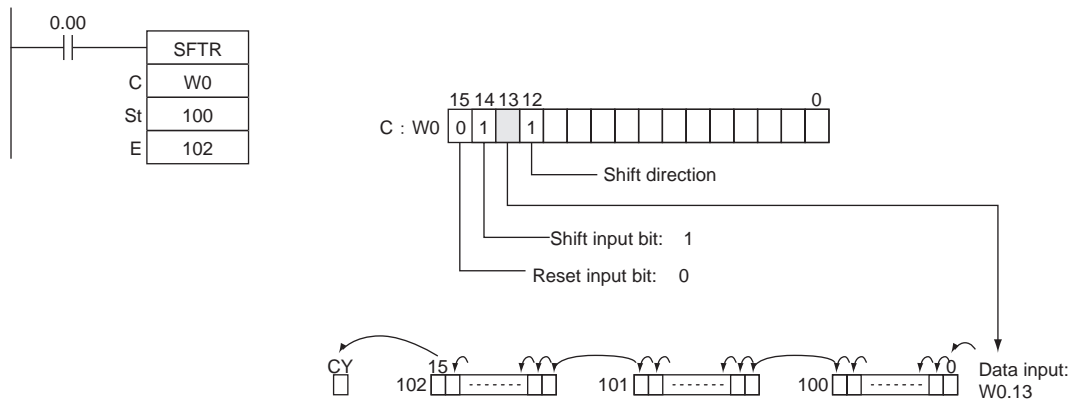 0.00
SFTR
C W0
St 100
E 102
15 14 13 12 0
C : W0 0 1 1
Shift direction
Shift input bit: 1
Reset input bit: 0
CY 15 0
102 ------ 101 ------ 100 ------ Data input:
W0.13